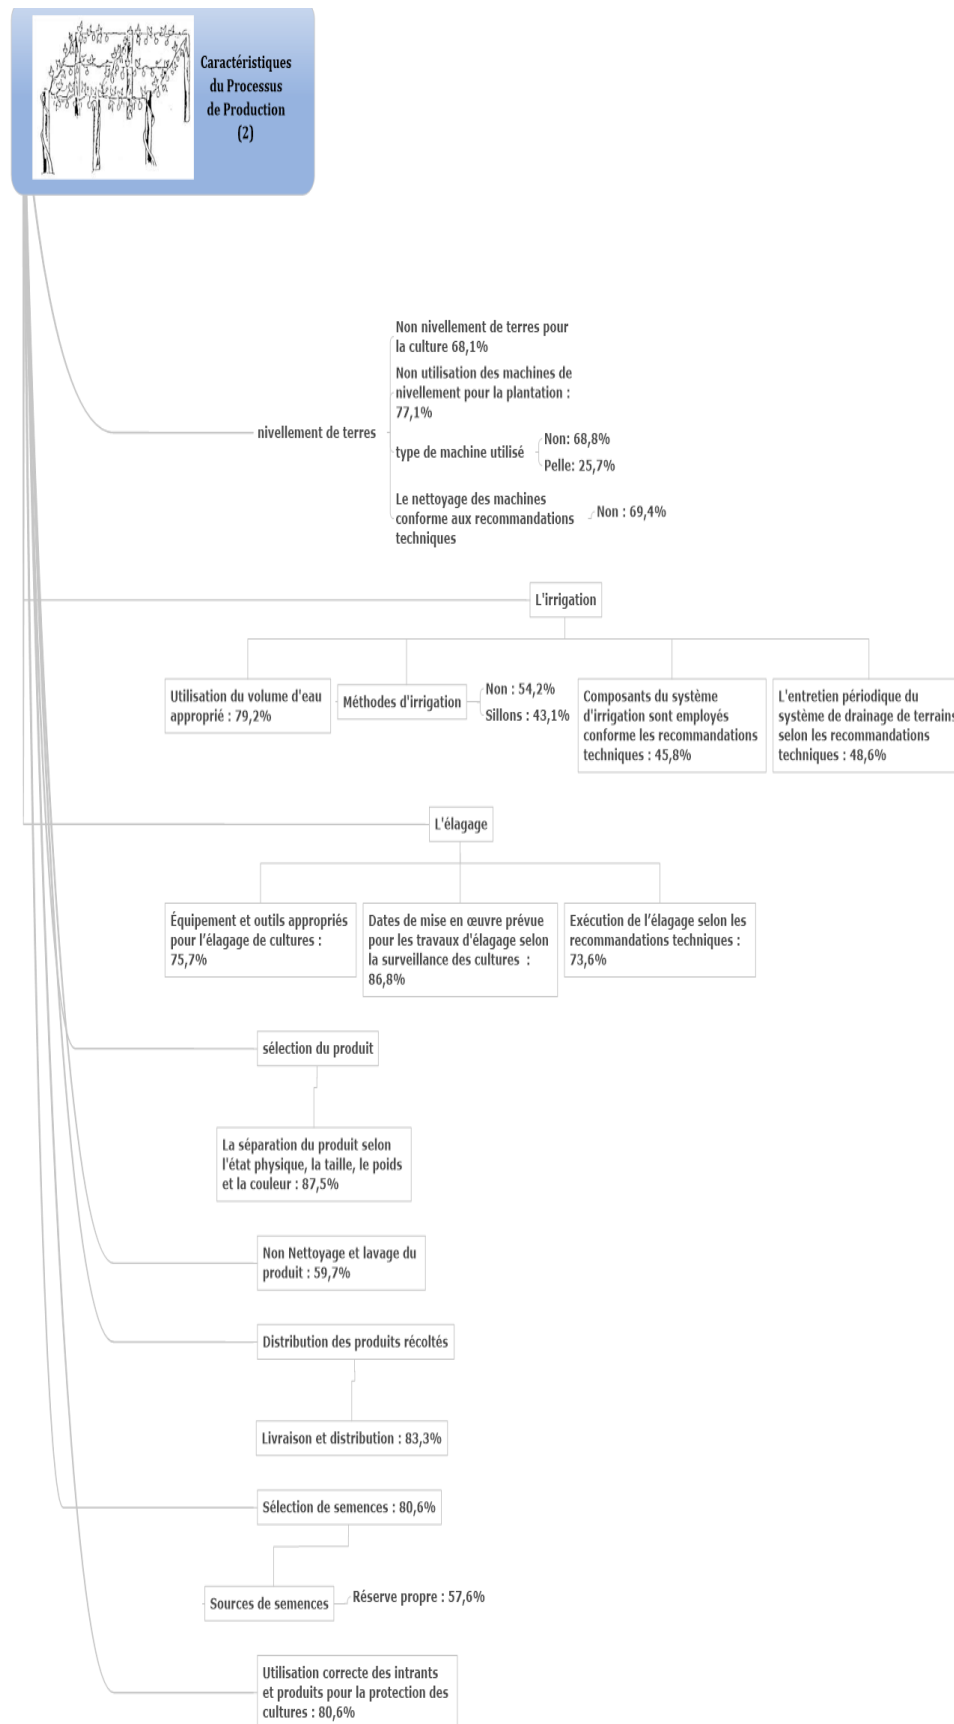 Caractéristiques
du Processus
de Production
(2)
nivellement de terres
Non nivellement de terres pour
la culture 68,1%
Non utilisation des machines de
nivellement pour la plantation :
77,1%
type de machine utilisé
Non: 68,8%
Pelle: 25,7%
Le nettoyage des machines
conforme aux recommandations
techniques
Non : 69,4%
L'irrigation
Utilisation du volume d'eau
approprié : 79,2%
Méthodes d'irrigation
Non : 54,2%
Sillons : 43,1%
Composants du système
d'irrigation sont employés
conforme les recommandations
techniques : 45,8%
L'entretien périodique du
système de drainage de terrains
selon les recommandations
techniques : 48,6%
L'élagage
Équipement et outils appropriés
pour l’élagage de cultures :
75,7%
Dates de mise en œuvre prévue
pour les travaux d'élagage selon
la surveillance des cultures :
86,8%
Exécution de l’élagage selon les
recommandations techniques :
73,6%
sélection du produit
La séparation du produit selon
l'état physique, la taille, le poids
et la couleur : 87,5%
Non Nettoyage et lavage du
produit : 59,7%
Distribution des produits récoltés
Livraison et distribution : 83,3%
Sélection de semences : 80,6%
Sources de semences
Réserve propre : 57,6%
Utilisation correcte des intrants
et produits pour la protection des
cultures : 80,6%